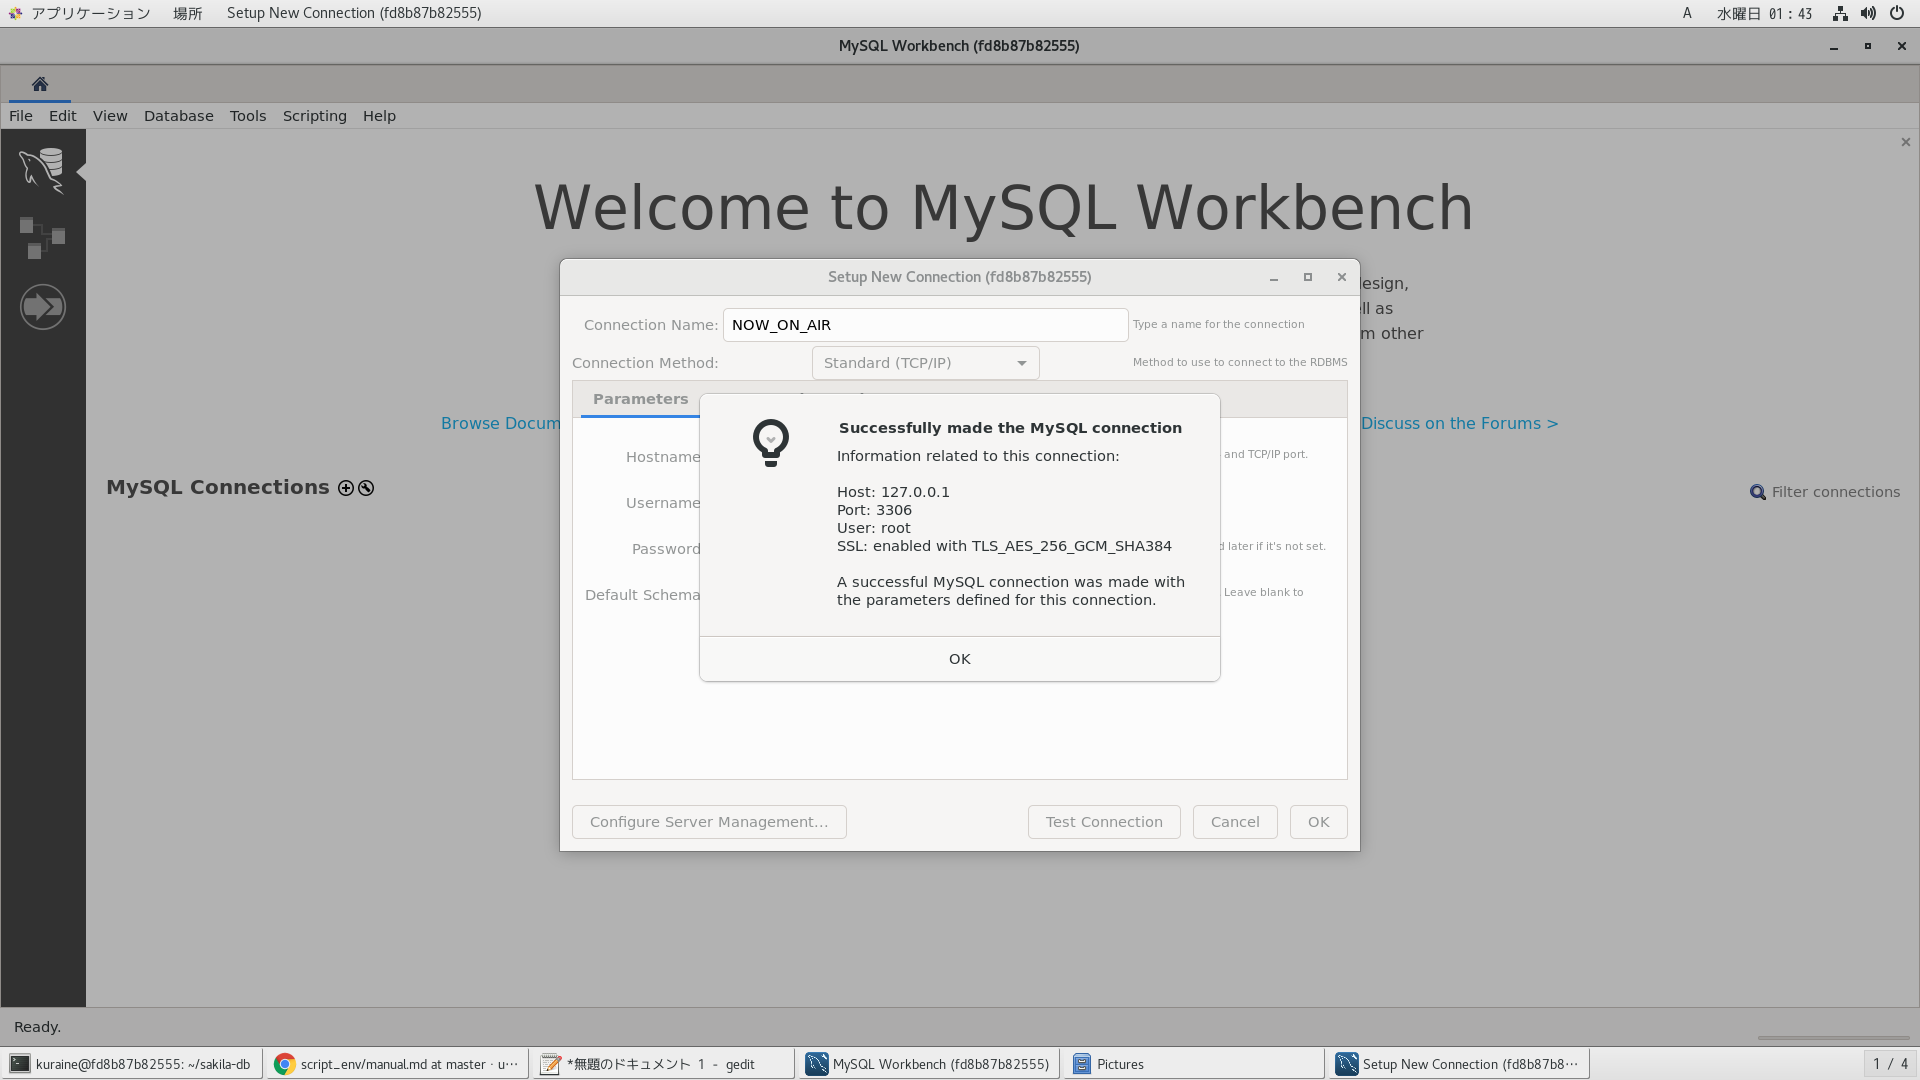 アプリケーション 場所 Setup New Connection (fd8b87b82555) A 水曜日 01：43
MySQL Workbench (fd8b87b82555)
File Edit View Database Tools Scripting Help
Welcome to MySQL Workbench
Setup New Connection (fd8b87b82555)
esign,
Connection Name: NOW_ON_AIR Type a name for the connection
as
m other
Connection Method: Standard (TCP/IP) Method to use to connect to the RDBMS
Parameters
Browse Docum
Discuss on the Forums >
Successfully made the MySQL connection
Information related to this connection:
Host: 127.0.0.1
Port: 3306
User: root
SSL: enabled with TLS_AES_256_GCM_SHA384
A successful MySQL connection was made with
the parameters defined for this connection.
OK
Hostname and TCP/IP port.
Username
Password later if it's not set.
Default Schema Leave blank to
MySQL Connections Filter connections
Configure Server Management... Test Connection Cancel OK
Ready.
kuraine@fd8b87b82555: ~/sakila-db script_env/manual.md at master · u··· *無題のドキュメント 1 - gedit MySQL Workbench (fd8b87b82555) Pictures Setup New Connection (fd8b87b8··· 1 / 4